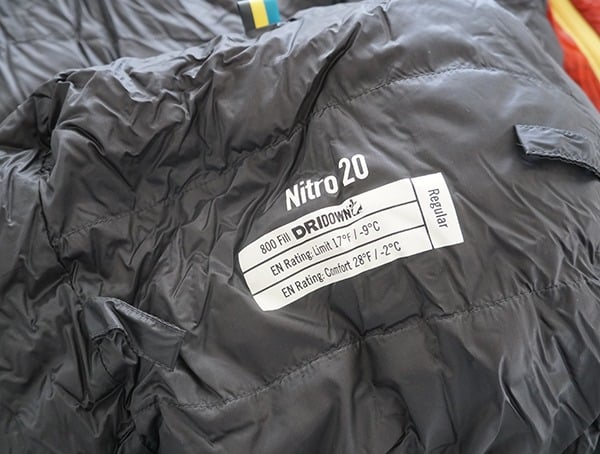 Nitro 20
800 Fill DRIDOWN
EN Rating: Limit 17°F / -9°C
EN Rating: Comfort 28°F / -2°C
Regular